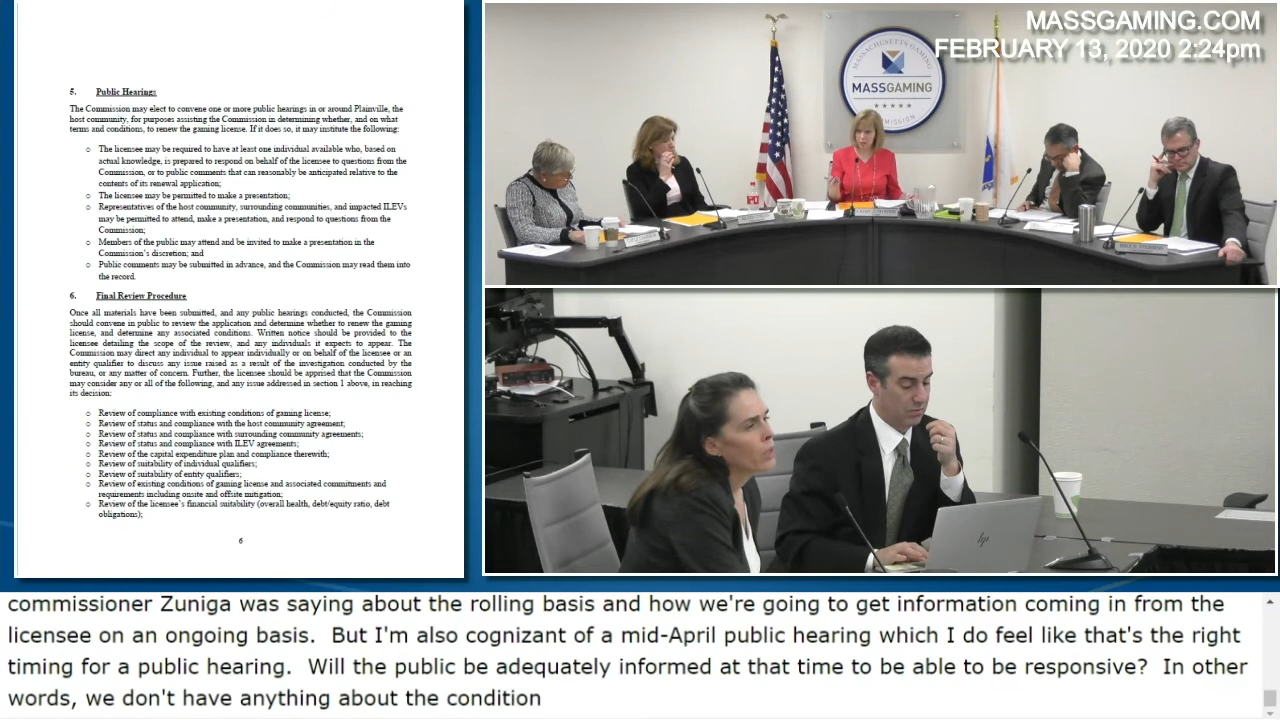 5. Public Hearings
The Commission may elect to convene one or more public hearings in or around Plainville, the
host community, for purposes assisting the Commission in determining whether, and on what
terms and conditions, to renew the gaming license. If it does so, it may institute the following:
o The licensee may be required to have at least one individual available who, based on
actual knowledge, is prepared to respond on behalf of the licensee to questions from the
Commission, or to public comments that can reasonably be anticipated relative to the
contents of its renewal application;
o The licensee may be permitted to make a presentation;
o Representatives of the host community, surrounding communities, and impacted ILEVs
may be permitted to attend, make a presentation, and respond to questions from the
Commission;
o Members of the public may attend and be invited to make a presentation in the
Commission's discretion; and
o Public comments may be submitted in advance, and the Commission may read them into
the record.
6. Final Review Procedure
Once all materials have been submitted, and any public hearings conducted, the Commission
should convene in public to review the application and determine whether to renew the gaming
license, and determine any associated conditions. Written notice should be provided to the
licensee detailing the scope of the review, and any individuals it expects to appear. The
Commission may direct any individual to appear individually or on behalf of the licensee or an
entity qualifier to discuss any issue raised as a result of the investigation conducted by the
bureau, or any matter of concern. Further, the licensee should be apprised that the Commission
may consider any or all of the following, and any issue addressed in section 1 above, in reaching
its decision:
o Review of compliance with existing conditions of gaming license;
o Review of status and compliance with the host community agreement;
o Review of status and compliance with surrounding community agreements;
o Review of status and compliance with ILEV agreements;
o Review of the capital expenditure plan and compliance therewith;
o Review of suitability of individual qualifiers;
o Review of suitability of entity qualifiers;
o Review of existing conditions of gaming license and associated commitments and
requirements including onsite and offsite mitigation;
o Review of the licensee's financial suitability (overall health, debt/equity ratio, debt
obligations);
6
MASSGAMING.COM
FEBRUARY 13, 2020 2:24pm
MASSACHUSETTS GAMING
MASSGAMING
COMMISSION
hp
commissioner Zuniga was saying about the rolling basis and how we're going to get information coming in from the
licensee on an ongoing basis. But I'm also cognizant of a mid-April public hearing which I do feel like that's the right
timing for a public hearing. Will the public be adequately informed at that time to be able to be responsive? In other
words, we don't have anything about the condition